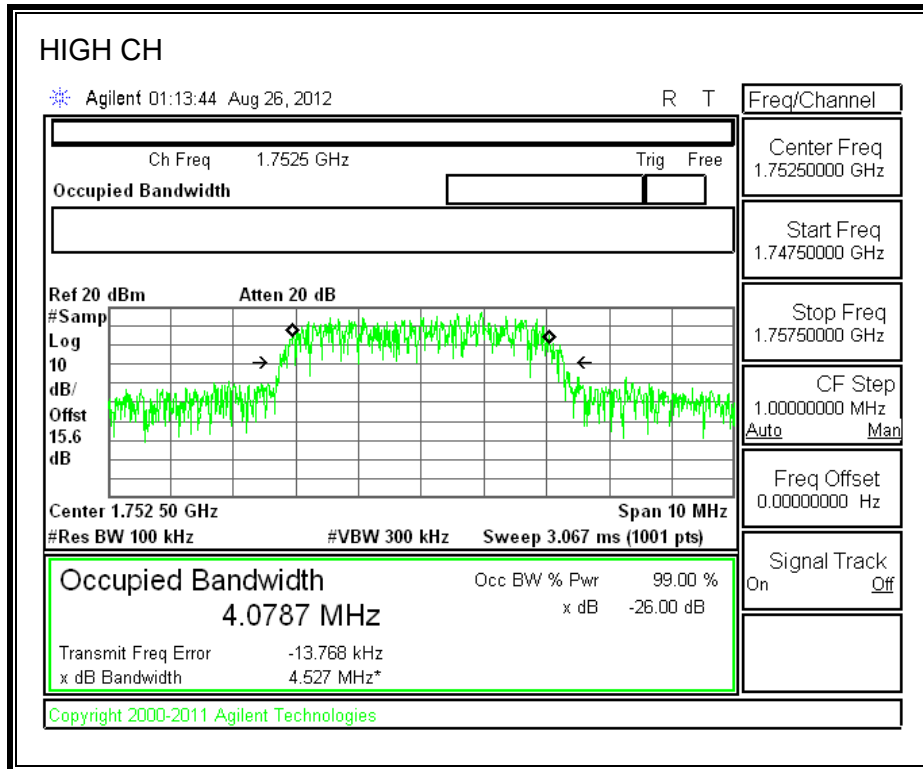 HIGH CH
Agilent 01:13:44 Aug 26, 2012 R T
Freq/Channel
Ch Freq 1.7525 GHz Trig Free
Occupied Bandwidth
Center Freq
1.75250000 GHz
Start Freq
1.74750000 GHz
Stop Freq
1.75750000 GHz
CF Step
1.00000000 MHz
Auto Man
Freq Offset
0.00000000 Hz
Signal Track
On Off
Ref 20 dBm Atten 20 dB
#Samp
Log
10
dB/
Offst
15.6
dB
Center 1.752 50 GHz Span 10 MHz
#Res BW 100 kHz #VBW 300 kHz Sweep 3.067 ms (1001 pts)
Occupied Bandwidth
4.0787 MHz
Occ BW % Pwr 99.00 %
x dB -26.00 dB
Transmit Freq Error -13.768 kHz
x dB Bandwidth 4.527 MHz*
Copyright 2000-2011 Agilent Technologies